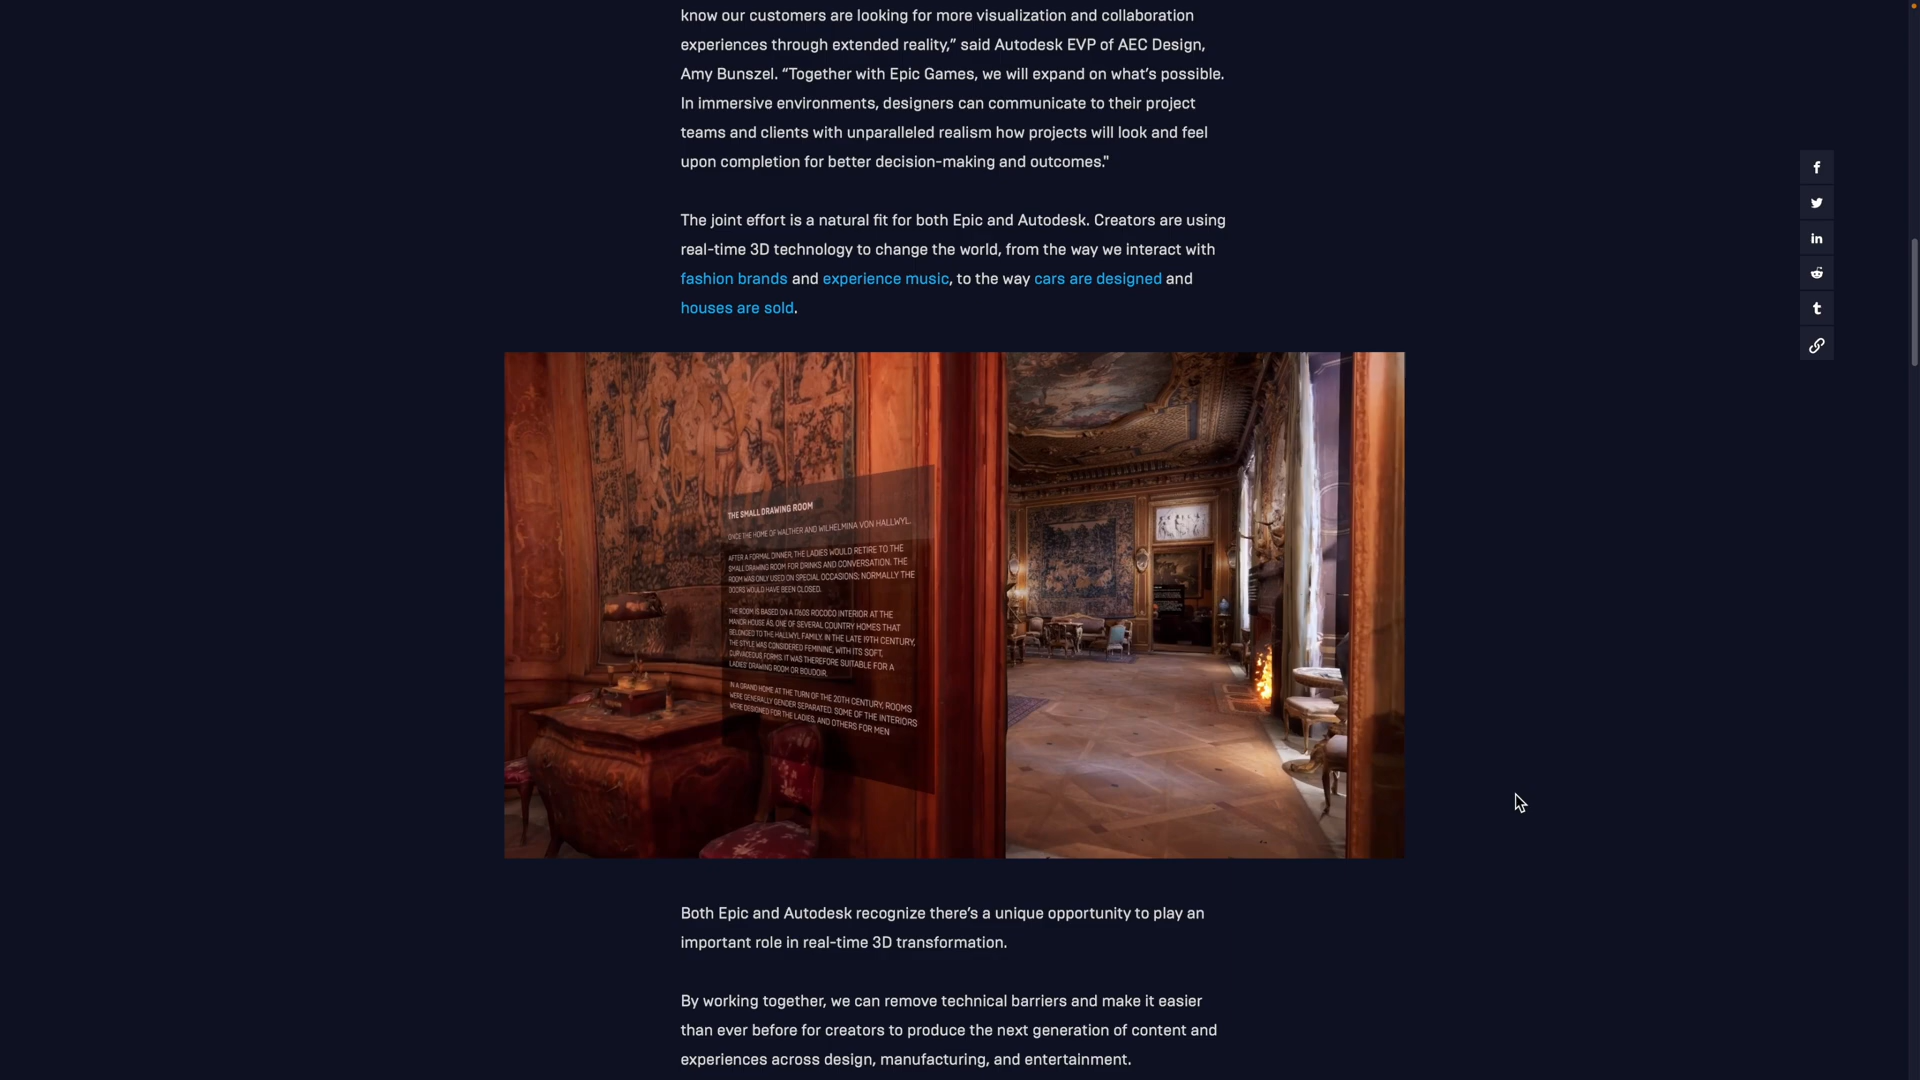 know our customers are looking for more visualization and collaboration
experiences through extended reality,” said Autodesk EVP of AEC Design,
Amy Bunszel. “Together with Epic Games, we will expand on what’s possible.
In immersive environments, designers can communicate to their project
teams and clients with unparalleled realism how projects will look and feel
upon completion for better decision-making and outcomes."
The joint effort is a natural fit for both Epic and Autodesk. Creators are using
real-time 3D technology to change the world, from the way we interact with
fashion brands and experience music, to the way cars are designed and
houses are sold.
THE SMALL DRAWING ROOM
ONCE THE HOME OF WALTHER AND WILHELMINA VON HALLWYL.
AFTER A FORMAL DINNER, THE LADIES WOULD RETIRE TO THE
SMALL DRAWING ROOM FOR DRINKS AND CONVERSATION. THE
ROOM WAS ONLY USED ON SPECIAL OCCASIONS; NORMALLY THE
DOORS WOULD HAVE BEEN CLOSED.
THE ROOM IS BASED ON A 1760S ROCOCO INTERIOR AT THE
MANOR HOUSE ÅS, ONE OF SEVERAL COUNTRY HOMES THAT
BELONGED TO THE HALLWYL FAMILY. IN THE LATE 19TH CENTURY,
THE STYLE WAS CONSIDERED FEMININE, WITH ITS SOFT,
CURVACEOUS FORMS. IT WAS THEREFORE SUITABLE FOR A
LADIES' DRAWING ROOM OR BOUDOIR.
IN A GRAND HOME AT THE TURN OF THE 20TH CENTURY, ROOMS
WERE GENERALLY GENDER SEPARATED. SOME OF THE INTERIORS
WERE DESIGNED FOR THE LADIES, AND OTHERS FOR MEN
Both Epic and Autodesk recognize there’s a unique opportunity to play an
important role in real-time 3D transformation.
By working together, we can remove technical barriers and make it easier
than ever before for creators to produce the next generation of content and
experiences across design, manufacturing, and entertainment.